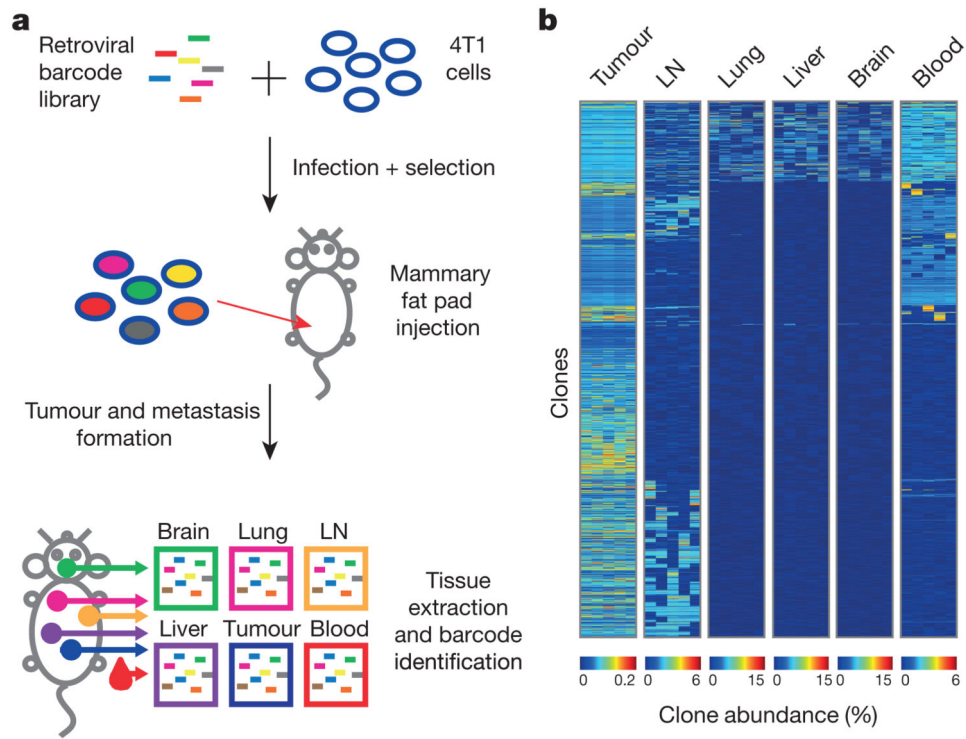 a
Retroviral
barcode
library
4T1
cells
Infection + selection
Mammary
fat pad
injection
Tumour and metastasis
formation
Brain
Lung
LN
Liver
Tumour
Blood
Tissue
extraction
and barcode
identification
b
Tumour
LN
Lung
Liver
Brain
Blood
Clones
0 0.2
0 6
0 15
0 15
0 15
0 6
Clone abundance (%)